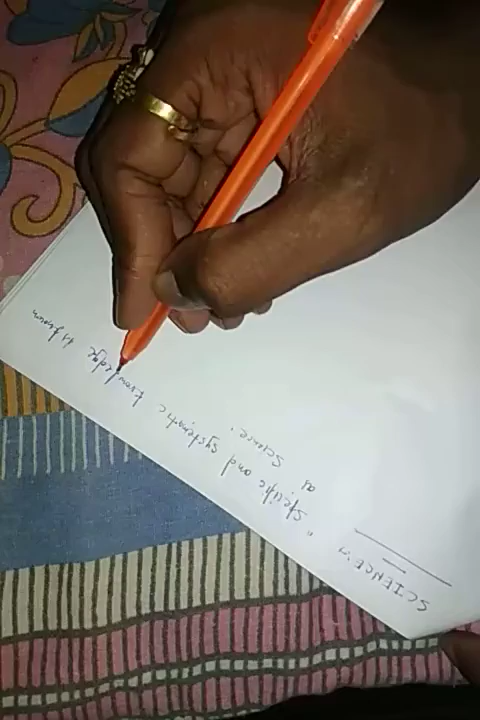 SCIENCE:-
" Specific and systematic knowledge is known
as science.